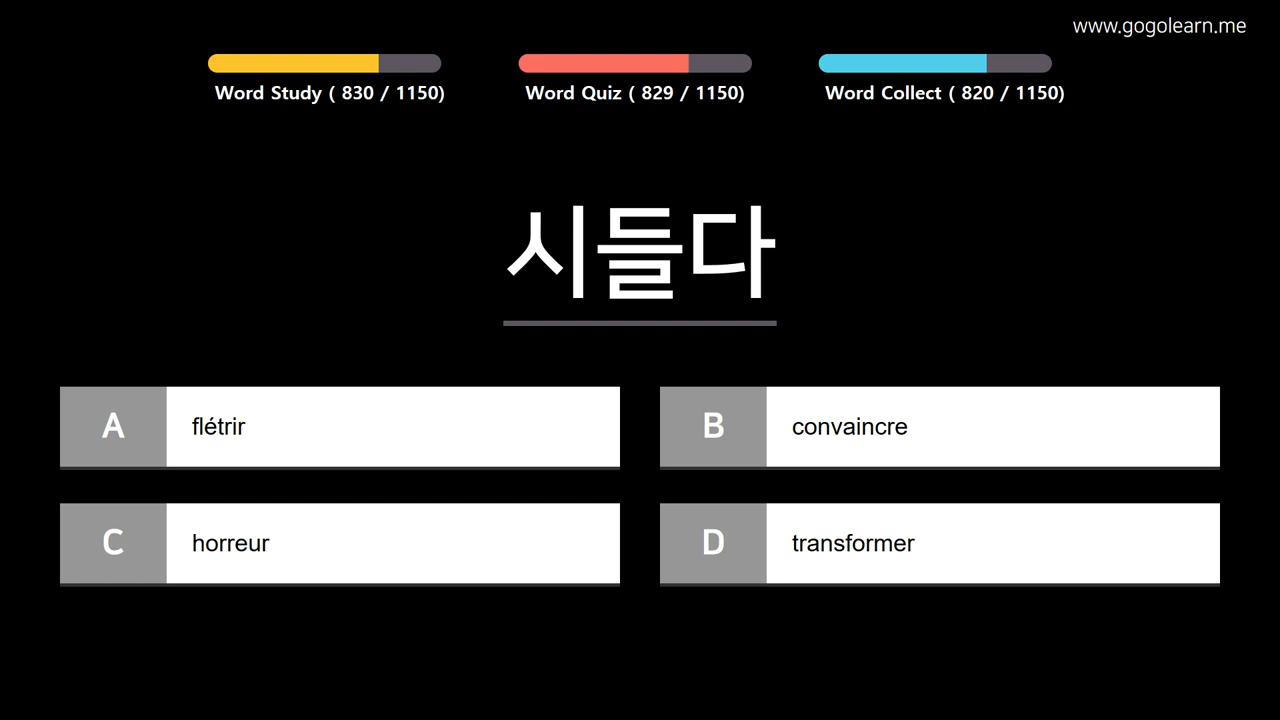 www.gogolearn.me
Word Study ( 830 / 1150)
Word Quiz ( 829 / 1150)
Word Collect ( 820 / 1150)
시들다
A flétrir
B convaincre
C horreur
D transformer